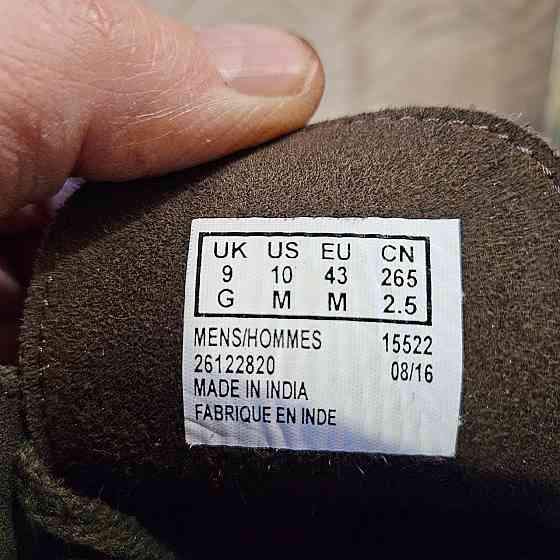 UK US EU CN
9 10 43 265
G M M 2.5
MENS/HOMMES 15522
26122820 08/16
MADE IN INDIA
FABRIQUE EN INDE